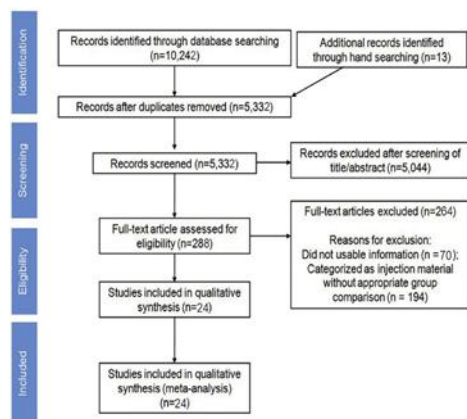 Identification
Records identified through database searching
(n=10,242)
Additional records identified
through hand searching (n=13)
Records after duplicates removed (n=5,332)
Screening
Records screened (n=5,332)
Records excluded after screening of
title/abstract (n=5,044)
Eligibility
Full-text article assessed for
eligibility (n=288)
Full-text articles excluded (n=264)
Reasons for exclusion:
Did not usable information (n =70);
Categorized as injection material
without appropriate group
comparison (n = 194)
Studies included in qualitative
synthesis (n=24)
Included
Studies included in qualitative
synthesis (meta-analysis)
(n=24)